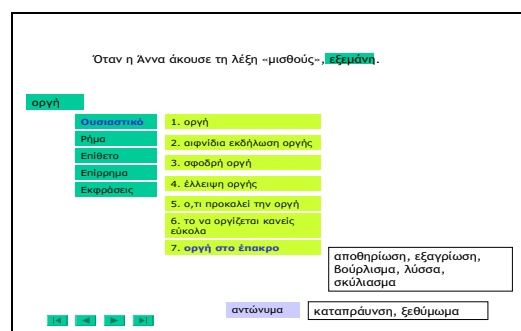 Όταν η Άννα άκουσε τη λέξη «μισθούς», εξεμάνη.
οργή
Ουσιαστικό
Ρήμα
Επίθετο
Επίρρημα
Εκφράσεις
1. οργή
2. αιφνίδια εκδήλωση οργής
3. σφοδρή οργή
4. έλλειψη οργής
5. ο,τι προκαλεί την οργή
6. το να οργίζεται κανείς
εύκολα
7. οργή στο έπακρο
αποθηρίωση, εξαγρίωση,
βούρλισμα, λύσσα,
σκύλιασμα
αντώνυμα
καταπράυνση, ξεθύμωμα